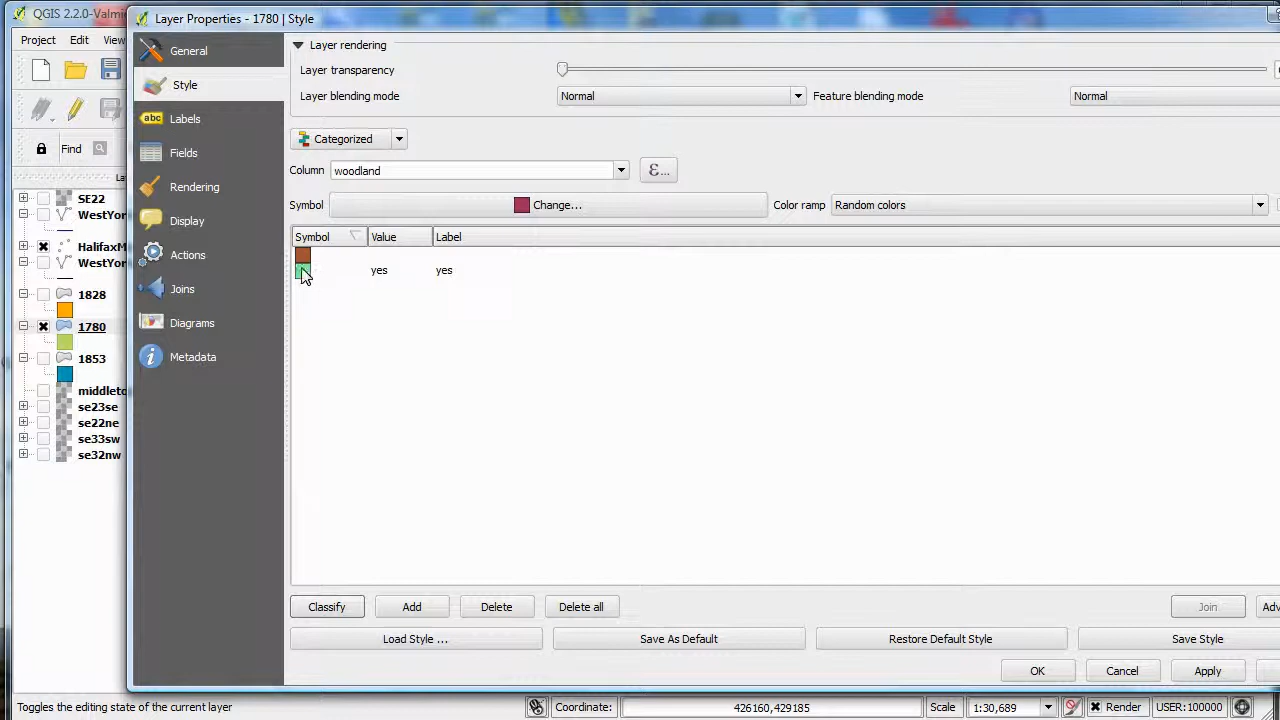 QGIS 2.2.0-Valmie
Layer Properties - 1780 | Style
Project Edit View
Find
SE22
WestYor
HalifaxM
WestYor
1828
1780
1853
middletc
se23se
se22ne
se33sw
se32nw
General
Style
abc Labels
Fields
Rendering
Display
Actions
Joins
Diagrams
Metadata
Layer rendering
Layer transparency
Layer blending mode Normal Feature blending mode Normal
Categorized
Column woodland ε...
Symbol Change... Color ramp Random colors
Symbol Value Label
yes yes
Classify Add Delete Delete all Join Adv
Load Style ... Save As Default Restore Default Style Save Style
OK Cancel Apply
Toggles the editing state of the current layer Coordinate: 426160,429185 Scale 1:30,689 Render USER:100000